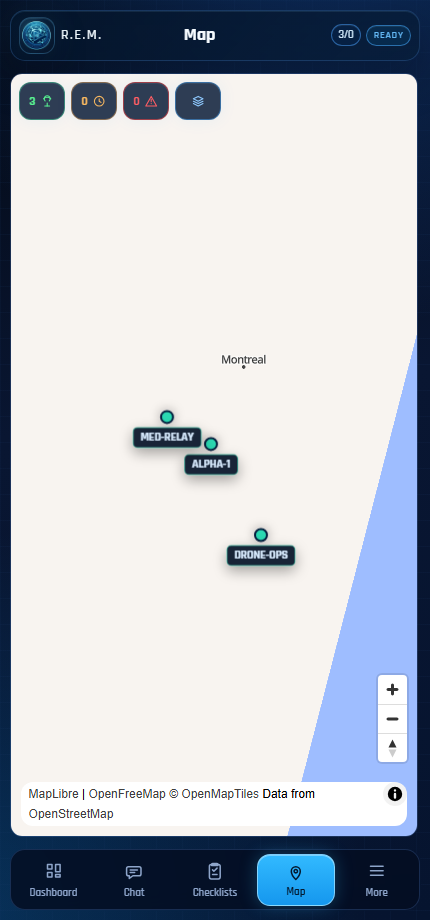 R.E.M.
Map
3/0
READY
3
0
0
Montreal
MED-RELAY
ALPHA-1
DRONE-OPS
MapLibre | OpenFreeMap © OpenMapTiles Data from
OpenStreetMap
Dashboard
Chat
Checklists
Map
More